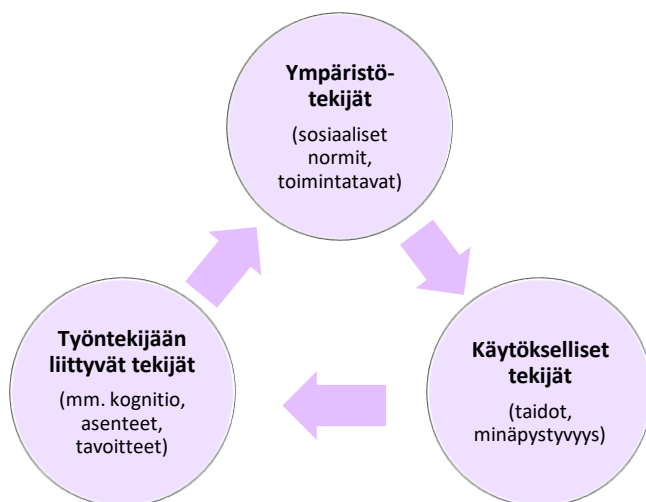 Ympäristö-
tekijät
(sosiaaliset
normit,
toimintatavat)
Työntekijään
liittyvät tekijät
(mm. kognitio,
asenteet,
tavoitteet)
Käytökselliset
tekijät
(taidot,
minäpystyvyys)